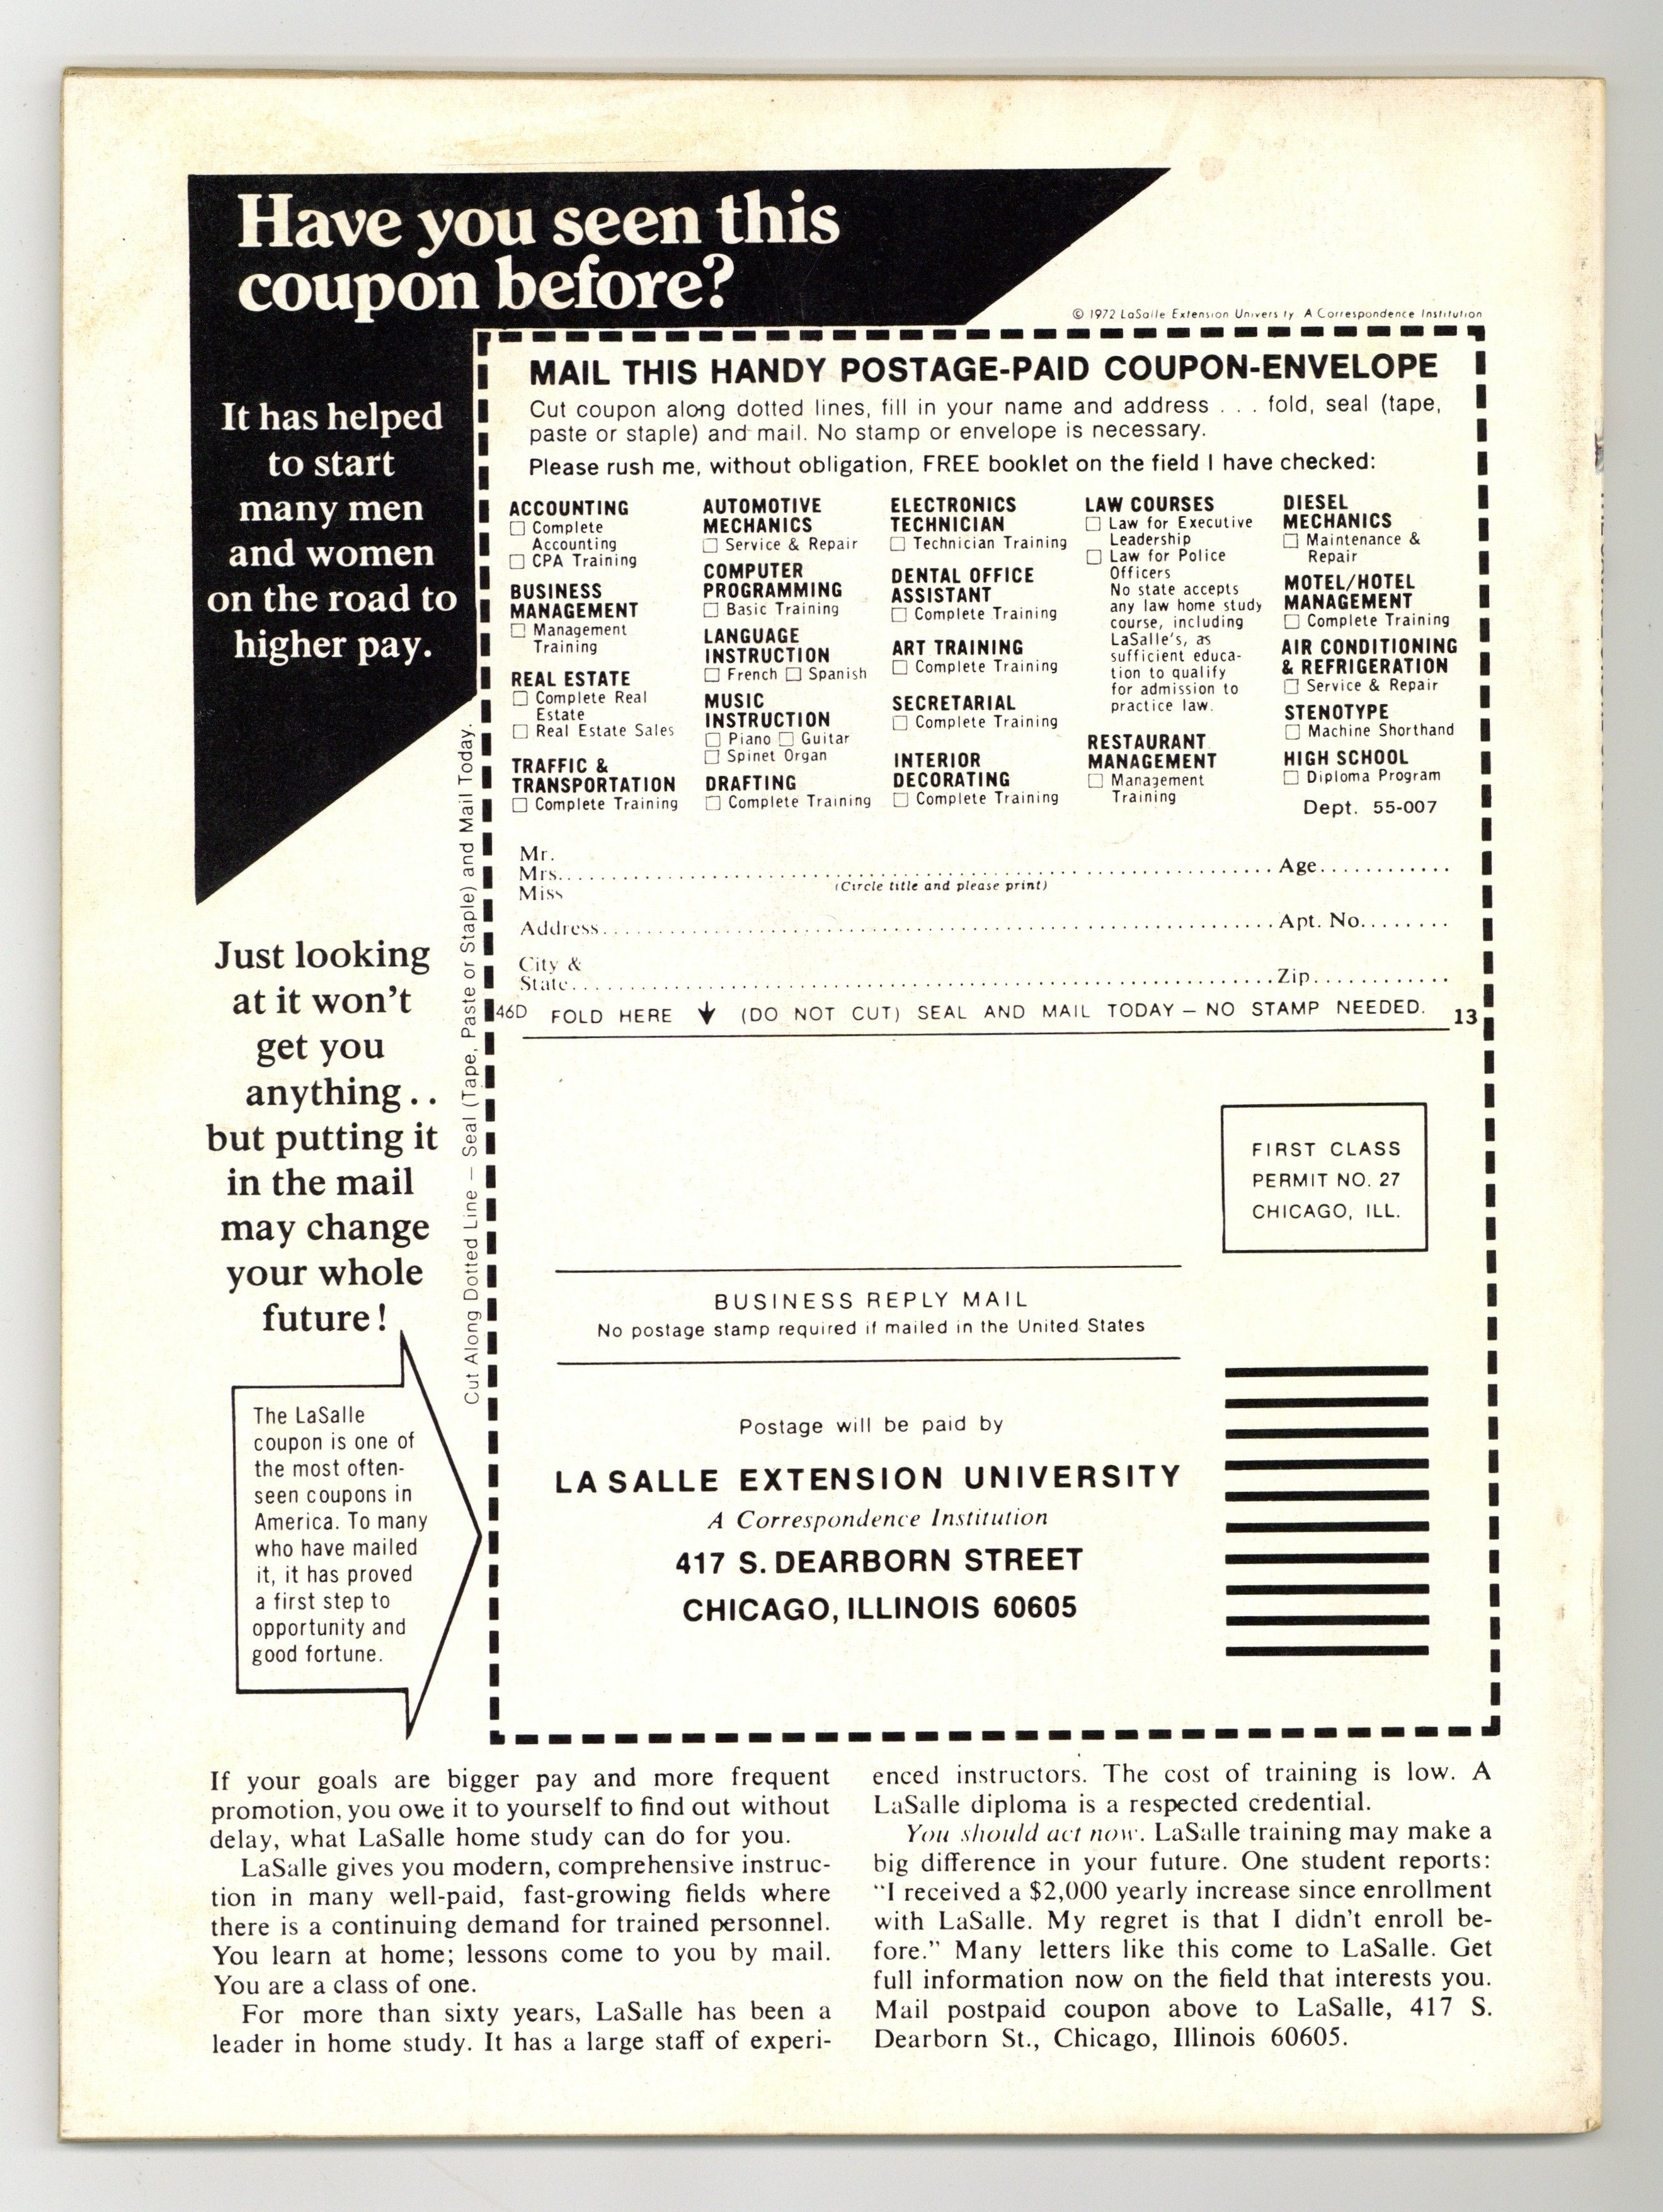 Have you seen this
coupon before?
It has helped
to start
many men
and women
on the road to
higher pay.
Just looking
at it won't
get you
anything . .
but putting it
in the mail
may change
your whole
future!
The LaSalle
coupon is one of
the most often-
seen coupons in
America. To many
who have mailed
it, it has proved
a first step to
opportunity and
good fortune.
Cut Along Dotted Line — Seal (Tape, Paste or Staple) and Mail Today.
© 1972 LaSalle Extension University A Correspondence Institution
MAIL THIS HANDY POSTAGE-PAID COUPON-ENVELOPE
Cut coupon along dotted lines, fill in your name and address . . . fold, seal (tape,
paste or staple) and mail. No stamp or envelope is necessary.
Please rush me, without obligation, FREE booklet on the field I have checked:
ACCOUNTING
☐ Complete
Accounting
☐ CPA Training
BUSINESS
MANAGEMENT
☐ Management
Training
REAL ESTATE
☐ Complete Real
Estate
☐ Real Estate Sales
TRAFFIC &
TRANSPORTATION
☐ Complete Training
AUTOMOTIVE
MECHANICS
☐ Service & Repair
COMPUTER
PROGRAMMING
☐ Basic Training
LANGUAGE
INSTRUCTION
☐ French ☐ Spanish
MUSIC
INSTRUCTION
☐ Piano ☐ Guitar
☐ Spinet Organ
DRAFTING
☐ Complete Training
ELECTRONICS
TECHNICIAN
☐ Technician Training
DENTAL OFFICE
ASSISTANT
☐ Complete Training
ART TRAINING
☐ Complete Training
SECRETARIAL
☐ Complete Training
INTERIOR
DECORATING
☐ Complete Training
LAW COURSES
☐ Law for Executive
Leadership
☐ Law for Police
Officers
No state accepts
any law home study
course, including
LaSalle's, as
sufficient educa-
tion to qualify
for admission to
practice law.
RESTAURANT
MANAGEMENT
☐ Management
Training
DIESEL
MECHANICS
☐ Maintenance &
Repair
MOTEL/HOTEL
MANAGEMENT
☐ Complete Training
AIR CONDITIONING
& REFRIGERATION
☐ Service & Repair
STENOTYPE
☐ Machine Shorthand
HIGH SCHOOL
☐ Diploma Program
Dept. 55-007
Mr.
Mrs. Age
(Circle title and please print)
Miss
Address Apt. No.
City &
State Zip
46D FOLD HERE ↓ (DO NOT CUT) SEAL AND MAIL TODAY — NO STAMP NEEDED. 13
FIRST CLASS
PERMIT NO. 27
CHICAGO, ILL.
BUSINESS REPLY MAIL
No postage stamp required if mailed in the United States
Postage will be paid by
LA SALLE EXTENSION UNIVERSITY
A Correspondence Institution
417 S. DEARBORN STREET
CHICAGO, ILLINOIS 60605
If your goals are bigger pay and more frequent
promotion, you owe it to yourself to find out without
delay, what LaSalle home study can do for you.
LaSalle gives you modern, comprehensive instruc-
tion in many well-paid, fast-growing fields where
there is a continuing demand for trained personnel.
You learn at home; lessons come to you by mail.
You are a class of one.
For more than sixty years, LaSalle has been a
leader in home study. It has a large staff of experi-
enced instructors. The cost of training is low. A
LaSalle diploma is a respected credential.
You should act now. LaSalle training may make a
big difference in your future. One student reports:
"I received a $2,000 yearly increase since enrollment
with LaSalle. My regret is that I didn't enroll be-
fore." Many letters like this come to LaSalle. Get
full information now on the field that interests you.
Mail postpaid coupon above to LaSalle, 417 S.
Dearborn St., Chicago, Illinois 60605.